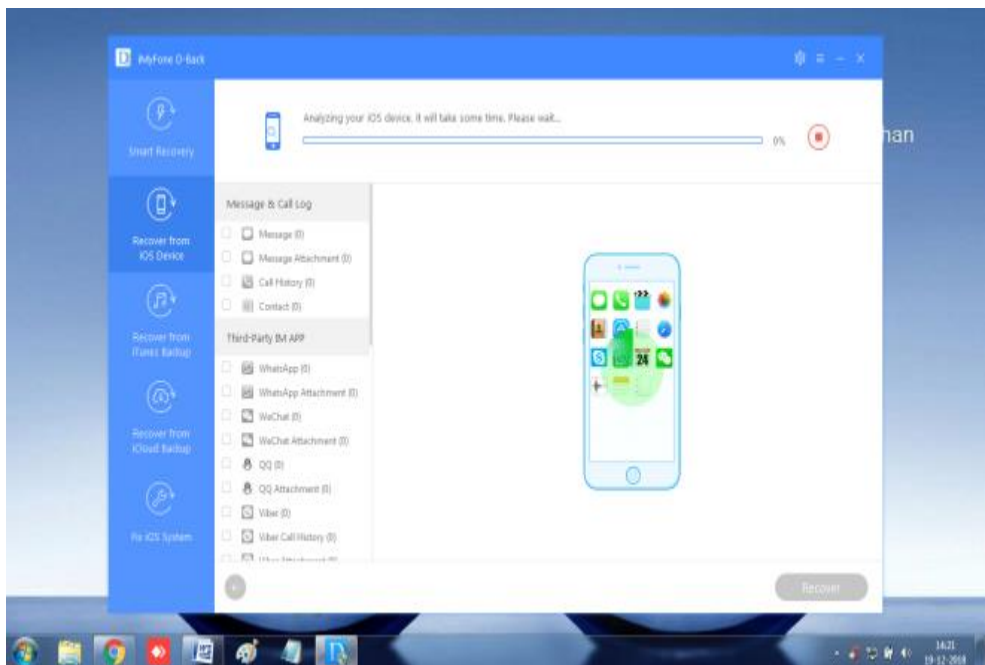 iMyFone D-Back
Analyzing your iOS device, it will take some time. Please wait...
0%
Smart Recovery
Recover from
iOS Device
Recover from
iTunes Backup
Recover from
iCloud Backup
Fix iOS System
Message & Call Log
Message (0)
Message Attachment (0)
Call History (0)
Contact (0)
Third-Party IM APP
WhatsApp (0)
WhatsApp Attachment (0)
WeChat (0)
WeChat Attachment (0)
QQ (0)
QQ Attachment (0)
Viber (0)
Viber Call History (0)
24
Recover
14:21
19-12-2018